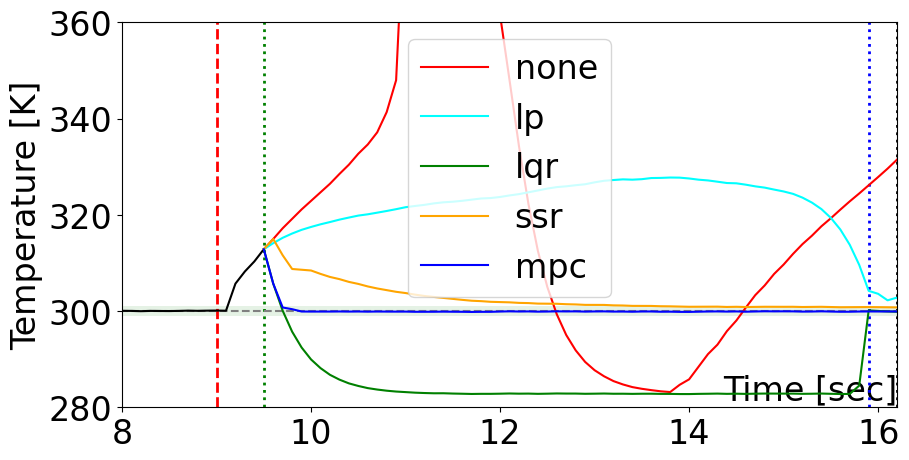 Temperature [K]
360
340
320
300
280
none
lp
lqr
ssr
mpc
Time [sec]
8
10
12
14
16